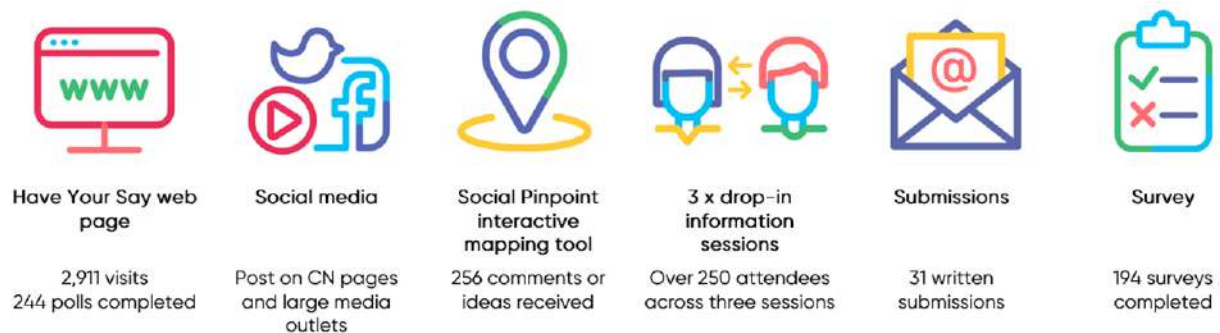 www
f
@
Have Your Say web
page
2,911 visits
244 polls completed
Social media
Post on CN pages
and large media
outlets
Social Pinpoint
interactive
mapping tool
256 comments or
ideas received
3 x drop-in
information
sessions
Over 250 attendees
across three sessions
Submissions
31 written
submissions
Survey
194 surveys
completed